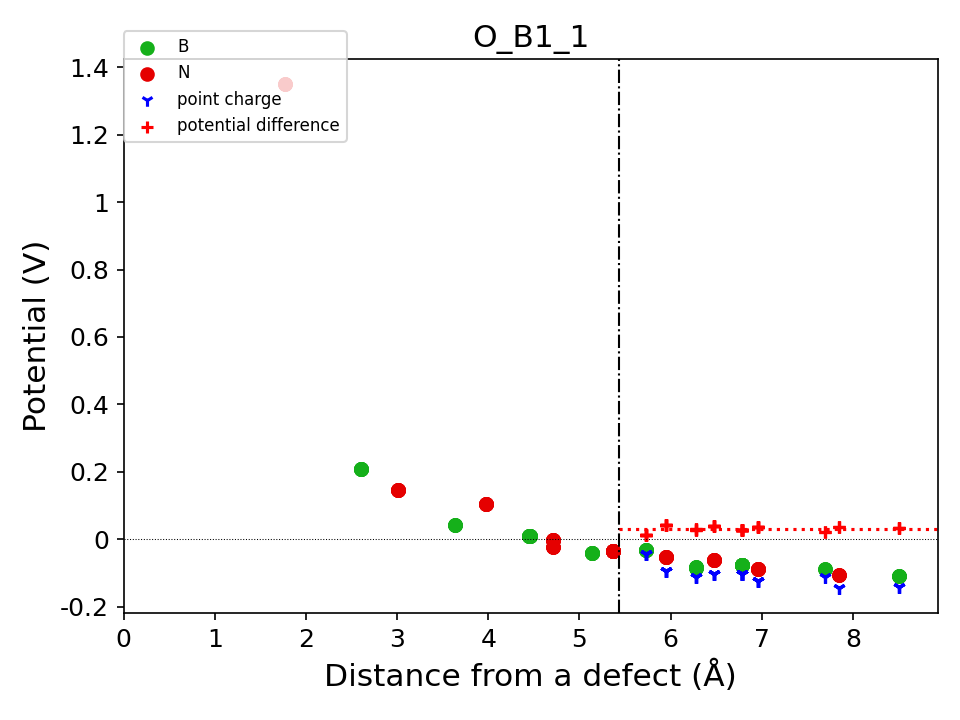 O_B1_1
B
N
point charge
potential difference
1.4
1.2
1
0.8
0.6
0.4
0.2
0
-0.2
Potential (V)
0 1 2 3 4 5 6 7 8
Distance from a defect (Å)